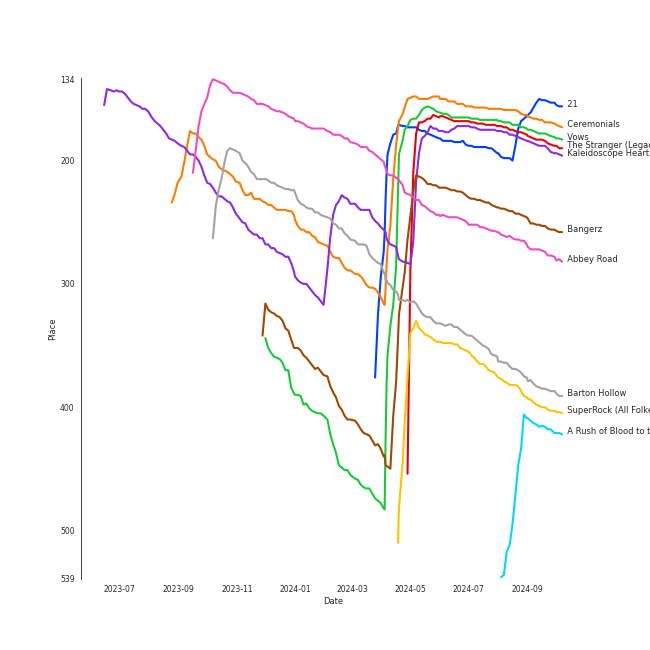 134
200
300
400
500
539
Place
2023-07
2023-09
2023-11
2024-01
2024-03
2024-05
2024-07
2024-09
Date
21
Ceremonials
Vows
The Stranger (Legac
Kaleidoscope Heart
Bangerz
Abbey Road
Barton Hollow
SuperRock (All Folke
A Rush of Blood to t